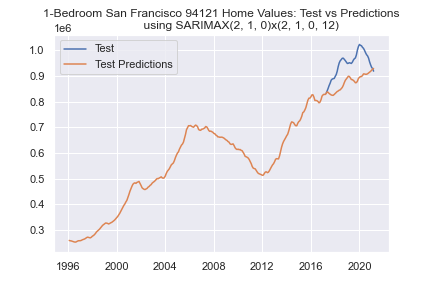 1-Bedroom San Francisco 94121 Home Values: Test vs Predictions
using SARIMAX(2, 1, 0)x(2, 1, 0, 12)
1e6
Test
Test Predictions
1.0
0.9
0.8
0.7
0.6
0.5
0.4
0.3
1996 2000 2004 2008 2012 2016 2020